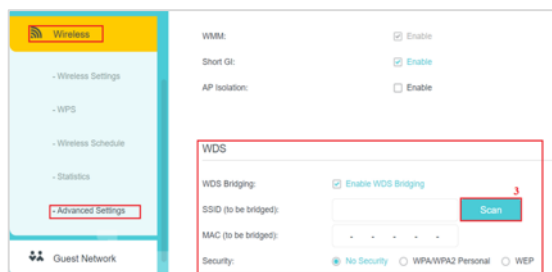 Wireless
- Wireless Settings
- WPS
- Wireless Schedule
- Statistics
- Advanced Settings
Guest Network
WMM: Enable
Short GI: Enable
AP Isolation: Enable
WDS
WDS Bridging: Enable WDS Bridging
3
SSID (to be bridged): Scan
MAC (to be bridged): - - - - -
Security: No Security WPA/WPA2 Personal WEP